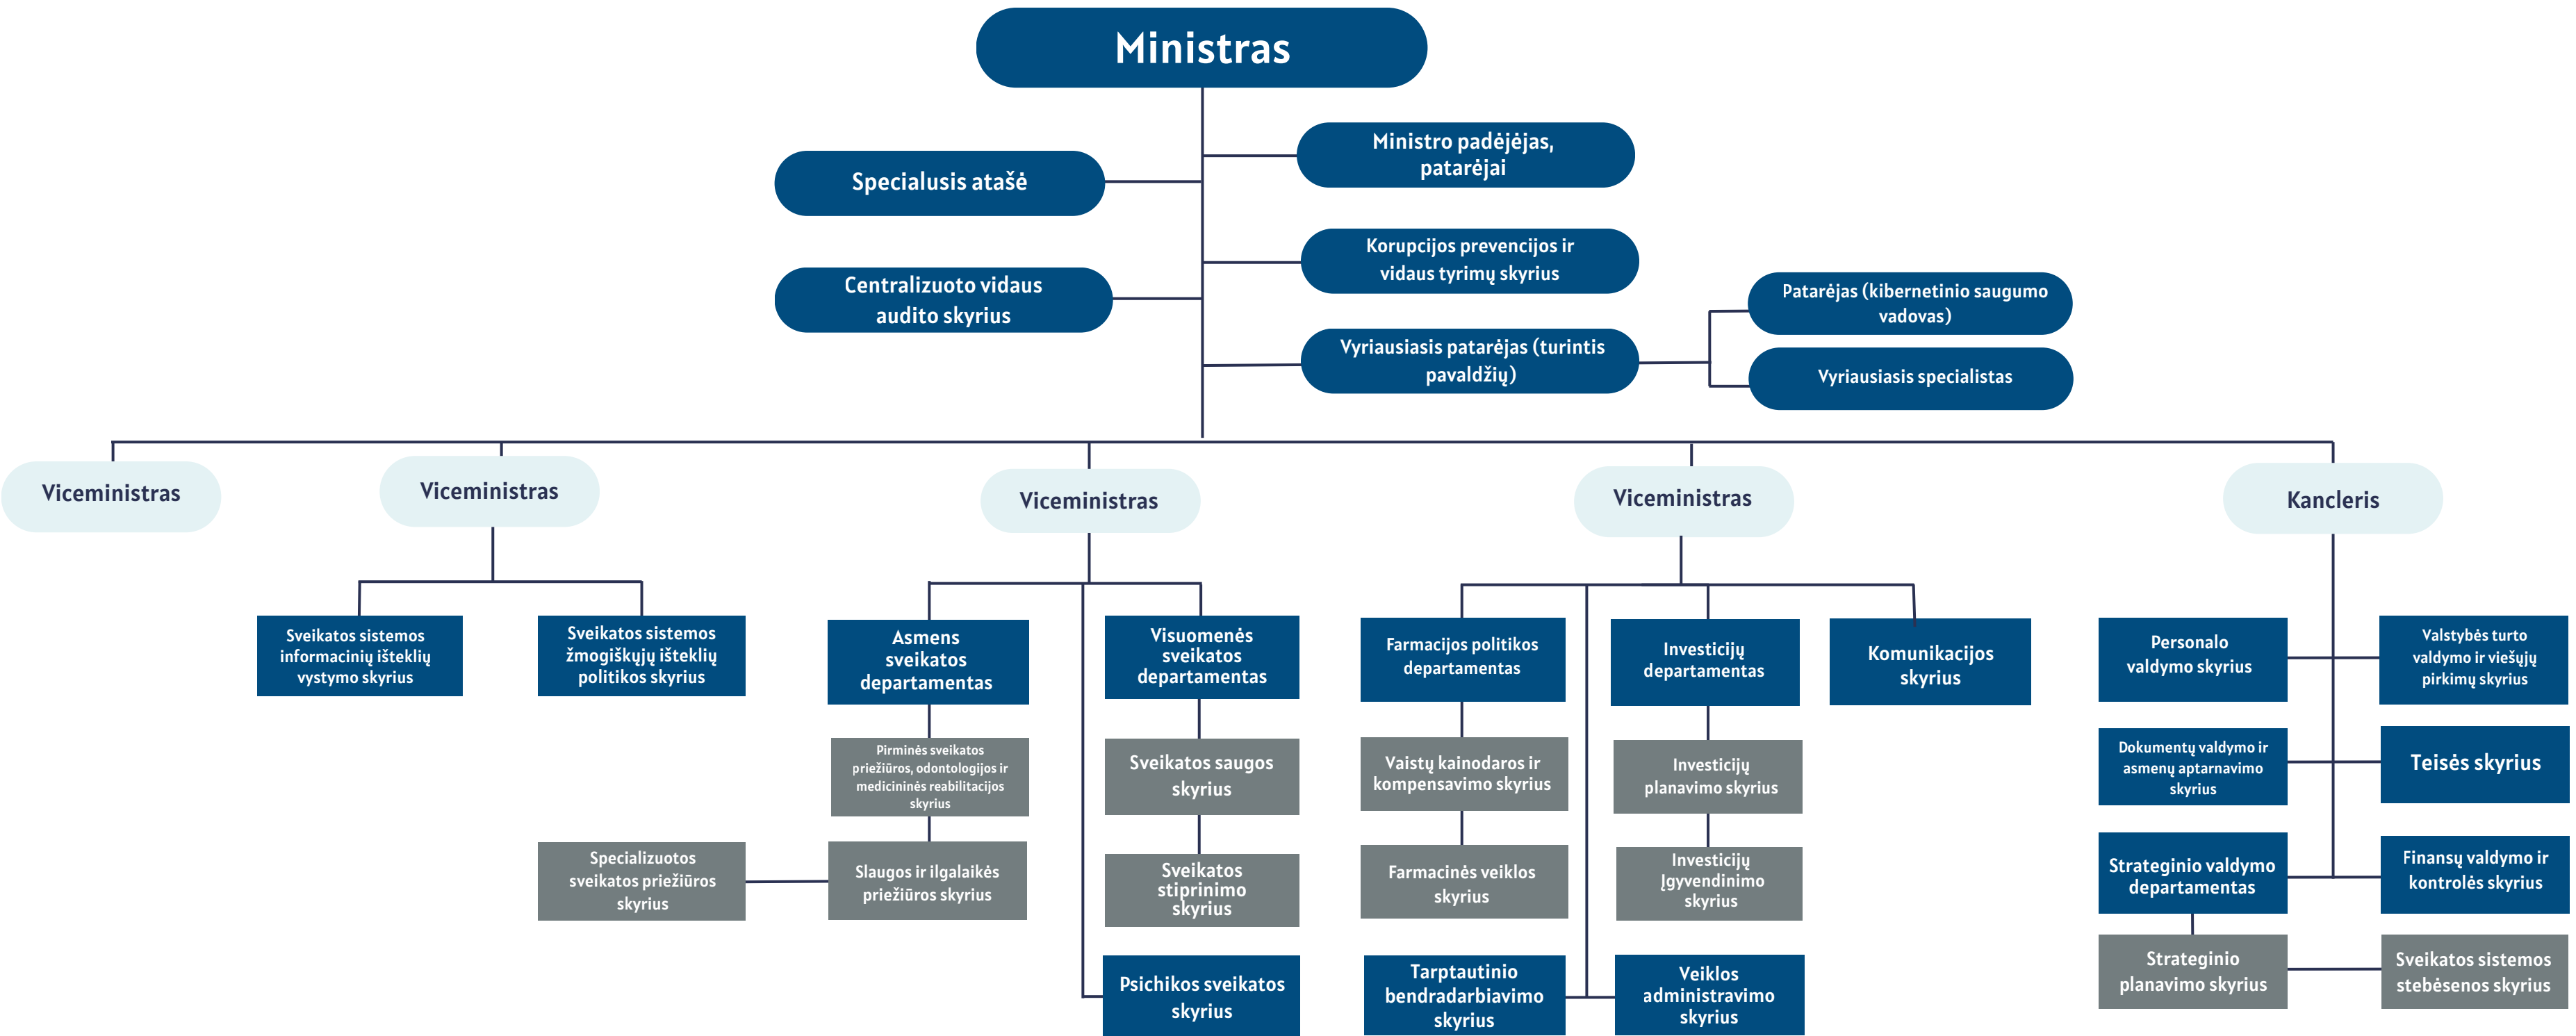 Ministras
Ministro padėjėjas,
patarėjai
Specialusis atašė
Korupcijos prevencijos ir
vidaus tyrimų skyrius
Centralizuoto vidaus
audito skyrius
Patarėjas (kibernetinio saugumo
vadovas)
Vyriausiasis patarėjas (turintis
pavaldžių)
Vyriausiasis specialistas
Viceministras
Viceministras
Viceministras
Viceministras
Kancleris
Sveikatos sistemos
informacinių išteklių
vystymo skyrius
Sveikatos sistemos
žmogiškųjų išteklių
politikos skyrius
Asmens
sveikatos
departamentas
Visuomenės
sveikatos
departamentas
Farmacijos politikos
departamentas
Investicijų
departamentas
Komunikacijos
skyrius
Personalo
valdymo skyrius
Valstybės turto
valdymo ir viešųjų
pirkimų skyrius
Pirminės sveikatos
priežiūros, odontologijos ir
medicininės reabilitacijos
skyrius
Sveikatos saugos
skyrius
Vaistų kainodaros ir
kompensavimo skyrius
Investicijų
planavimo skyrius
Dokumentų valdymo ir
asmenų aptarnavimo
skyrius
Teisės skyrius
Specializuotos
sveikatos priežiūros
skyrius
Slaugos ir ilgalaikės
priežiūros skyrius
Sveikatos
stiprinimo
skyrius
Farmacinės veiklos
skyrius
Investicijų
Įgyvendinimo
skyrius
Strateginio valdymo
departamentas
Finansų valdymo ir
kontrolės skyrius
Psichikos sveikatos
skyrius
Tarptautinio
bendradarbiavimo
skyrius
Veiklos
administravimo
skyrius
Strateginio
planavimo skyrius
Sveikatos sistemos
stebėsenos skyrius